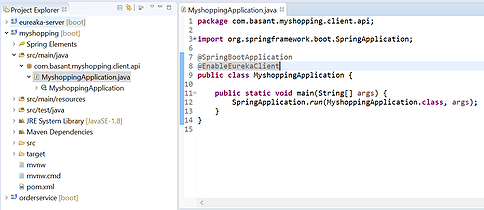 Project Explorer
eureaka-server [boot]
myshopping [boot]
Spring Elements
src/main/java
com.basant.myshopping.client.api
MyshoppingApplication.java
MyshoppingApplication
src/main/resources
src/test/java
JRE System Library [JavaSE-1.8]
Maven Dependencies
src
target
mvnw
mvnw.cmd
pom.xml
orderservice [boot]
MyshoppingApplication.java
1 package com.basant.myshopping.client.api;
2
3 import org.springframework.boot.SpringApplication;
6
7 @SpringBootApplication
8 @EnableEurekaClient
9 public class MyshoppingApplication {
10
11 public static void main(String[] args) {
12 SpringApplication.run(MyshoppingApplication.class, args);
13 }
14 }
15